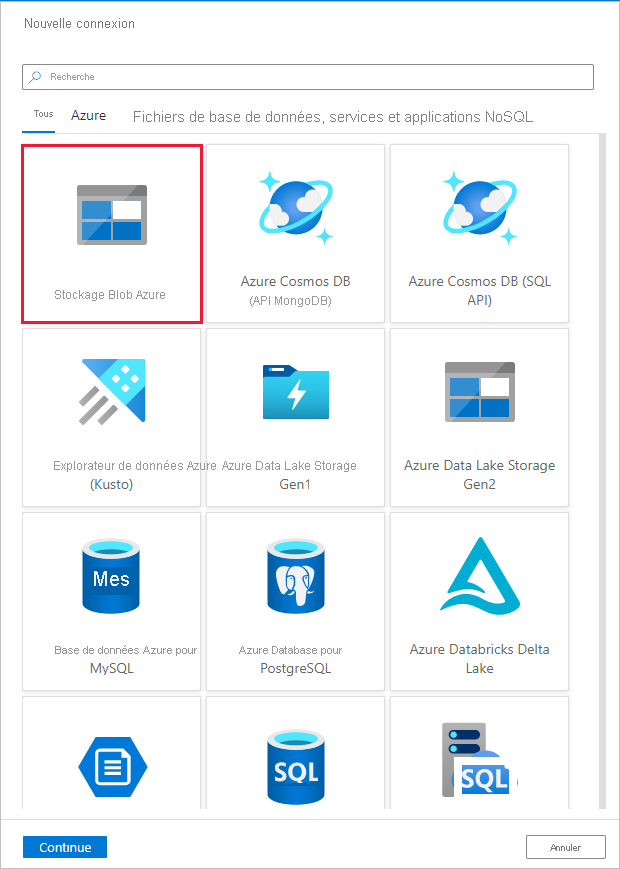 Nouvelle connexion
Recherche
Tous Azure Fichiers de base de données, services et applications NoSQL
Stockage Blob Azure
Azure Cosmos DB
(API MongoDB)
Azure Cosmos DB (SQL
API)
Explorateur de données Azure
(Kusto)
Azure Data Lake Storage
Gen1
Azure Data Lake Storage
Gen2
Mes
Base de données Azure pour
MySQL
Azure Database pour
PostgreSQL
Azure Databricks Delta
Lake
SQL
SQL
Continue
Annuler